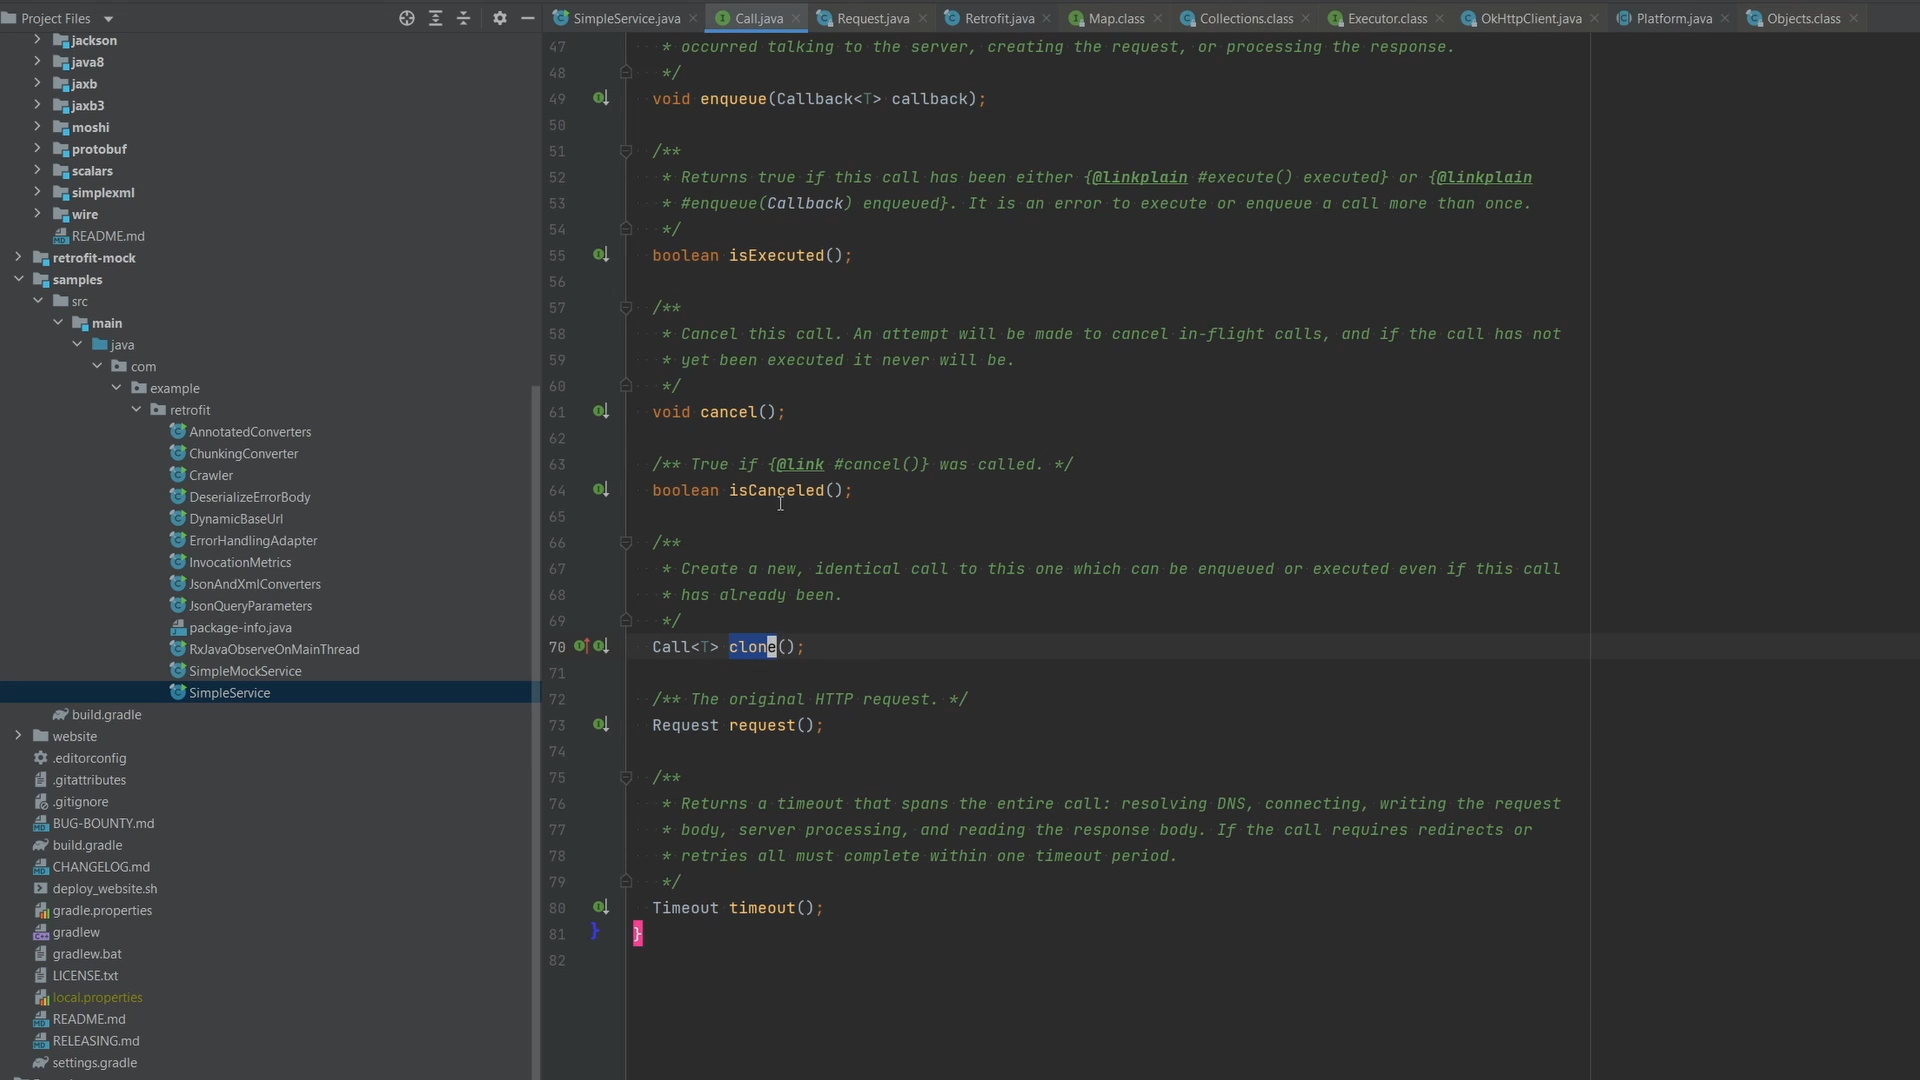 Project Files
jackson
java8
jaxb
jaxb3
moshi
protobuf
scalars
simplexml
wire
README.md
retrofit-mock
samples
src
main
java
com
example
retrofit
AnnotatedConverters
ChunkingConverter
Crawler
DeserializeErrorBody
DynamicBaseUrl
ErrorHandlingAdapter
InvocationMetrics
JsonAndXmlConverters
JsonQueryParameters
package-info.java
RxJavaObserveOnMainThread
SimpleMockService
SimpleService
build.gradle
website
.editorconfig
.gitattributes
.gitignore
BUG-BOUNTY.md
build.gradle
CHANGELOG.md
deploy_website.sh
gradle.properties
gradlew
gradlew.bat
LICENSE.txt
local.properties
README.md
RELEASING.md
settings.gradle
SimpleService.java Call.java Request.java Retrofit.java Map.class Collections.class Executor.class OkHttpClient.java Platform.java Objects.class
47 * occurred talking to the server, creating the request, or processing the response.
48 */
49 void enqueue(Callback<T> callback);
50
51 /**
52 * Returns true if this call has been either {@linkplain #execute() executed} or {@linkplain
53 * #enqueue(Callback) enqueued}. It is an error to execute or enqueue a call more than once.
54 */
55 boolean isExecuted();
56
57 /**
58 * Cancel this call. An attempt will be made to cancel in-flight calls, and if the call has not
59 * yet been executed it never will be.
60 */
61 void cancel();
62
63 /** True if {@link #cancel()} was called. */
64 boolean isCanceled();
65
66 /**
67 * Create a new, identical call to this one which can be enqueued or executed even if this call
68 * has already been.
69 */
70 Call<T> clone();
71
72 /** The original HTTP request. */
73 Request request();
74
75 /**
76 * Returns a timeout that spans the entire call: resolving DNS, connecting, writing the request
77 * body, server processing, and reading the response body. If the call requires redirects or
78 * retries all must complete within one timeout period.
79 */
80 Timeout timeout();
81 }
82